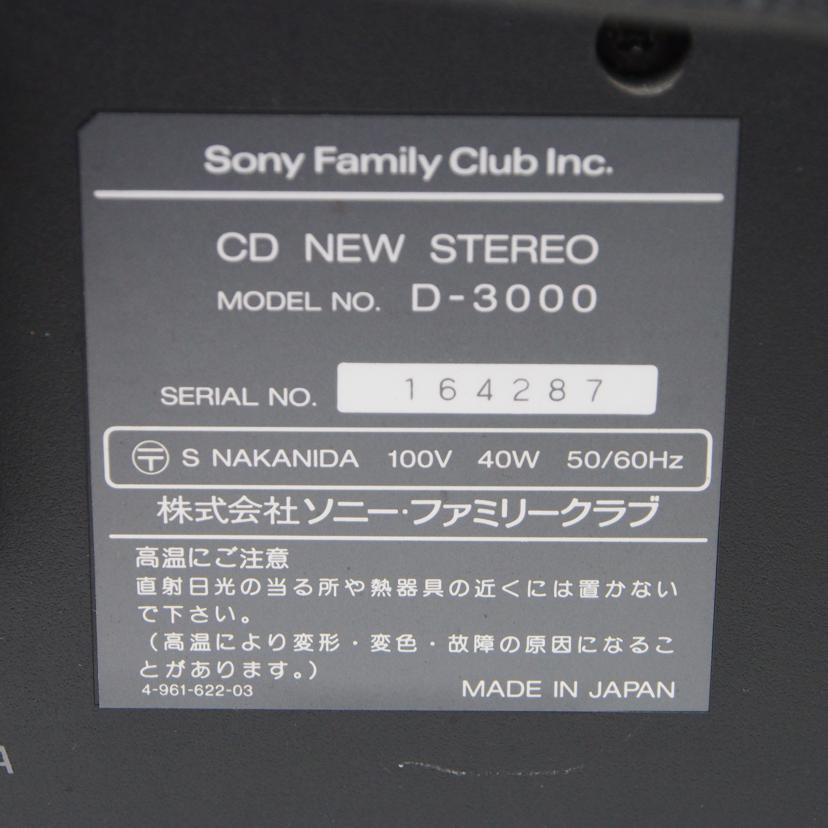 Sony Family Club Inc.
CD NEW STEREO
MODEL NO. D-3000
SERIAL NO. 164287
〒 S NAKANIDA 100V 40W 50/60Hz
株式会社ソニー・ファミリークラブ
高温にご注意
直射日光の当る所や熱器具の近くには置かない
で下さい。
（高温により変形・変色・故障の原因になるこ
とがあります。）
4-961-622-03 MADE IN JAPAN
A